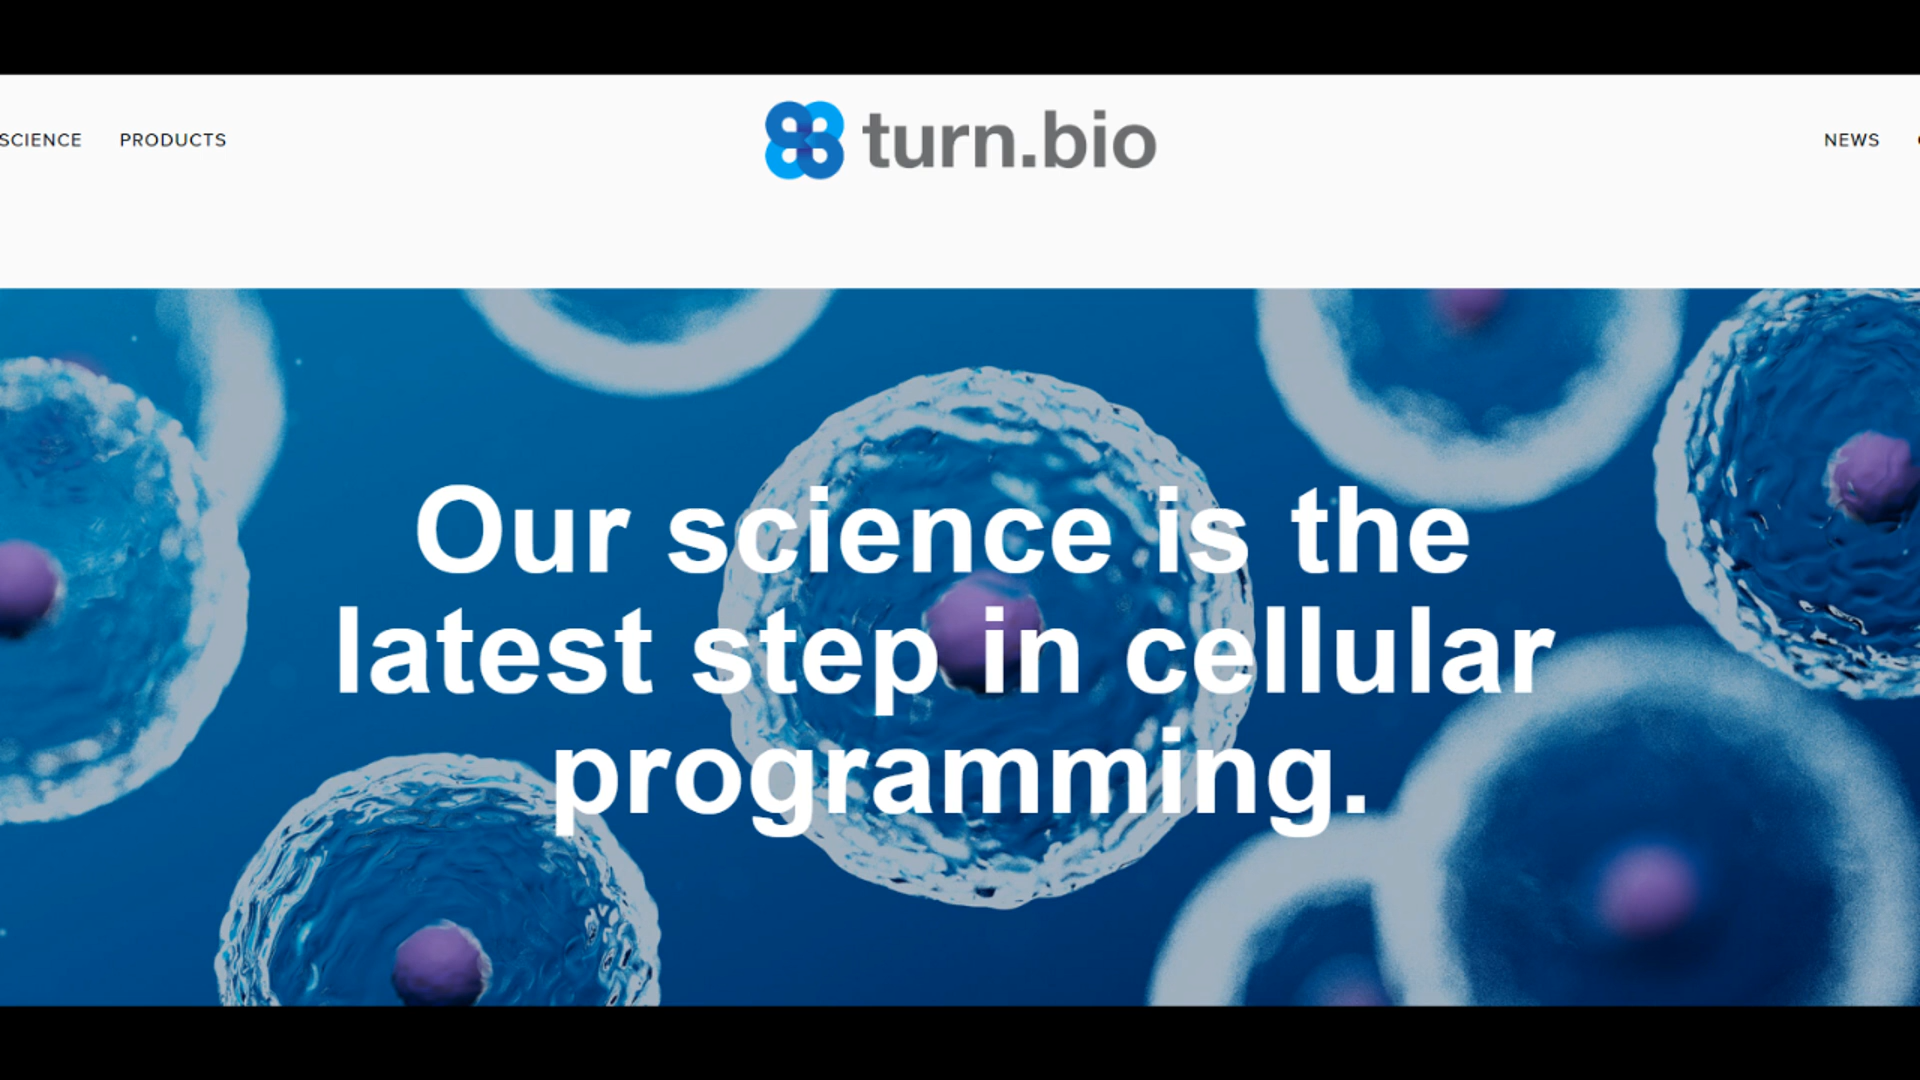 SCIENCE PRODUCTS turn.bio NEWS
Our science is the
latest step in cellular
programming.